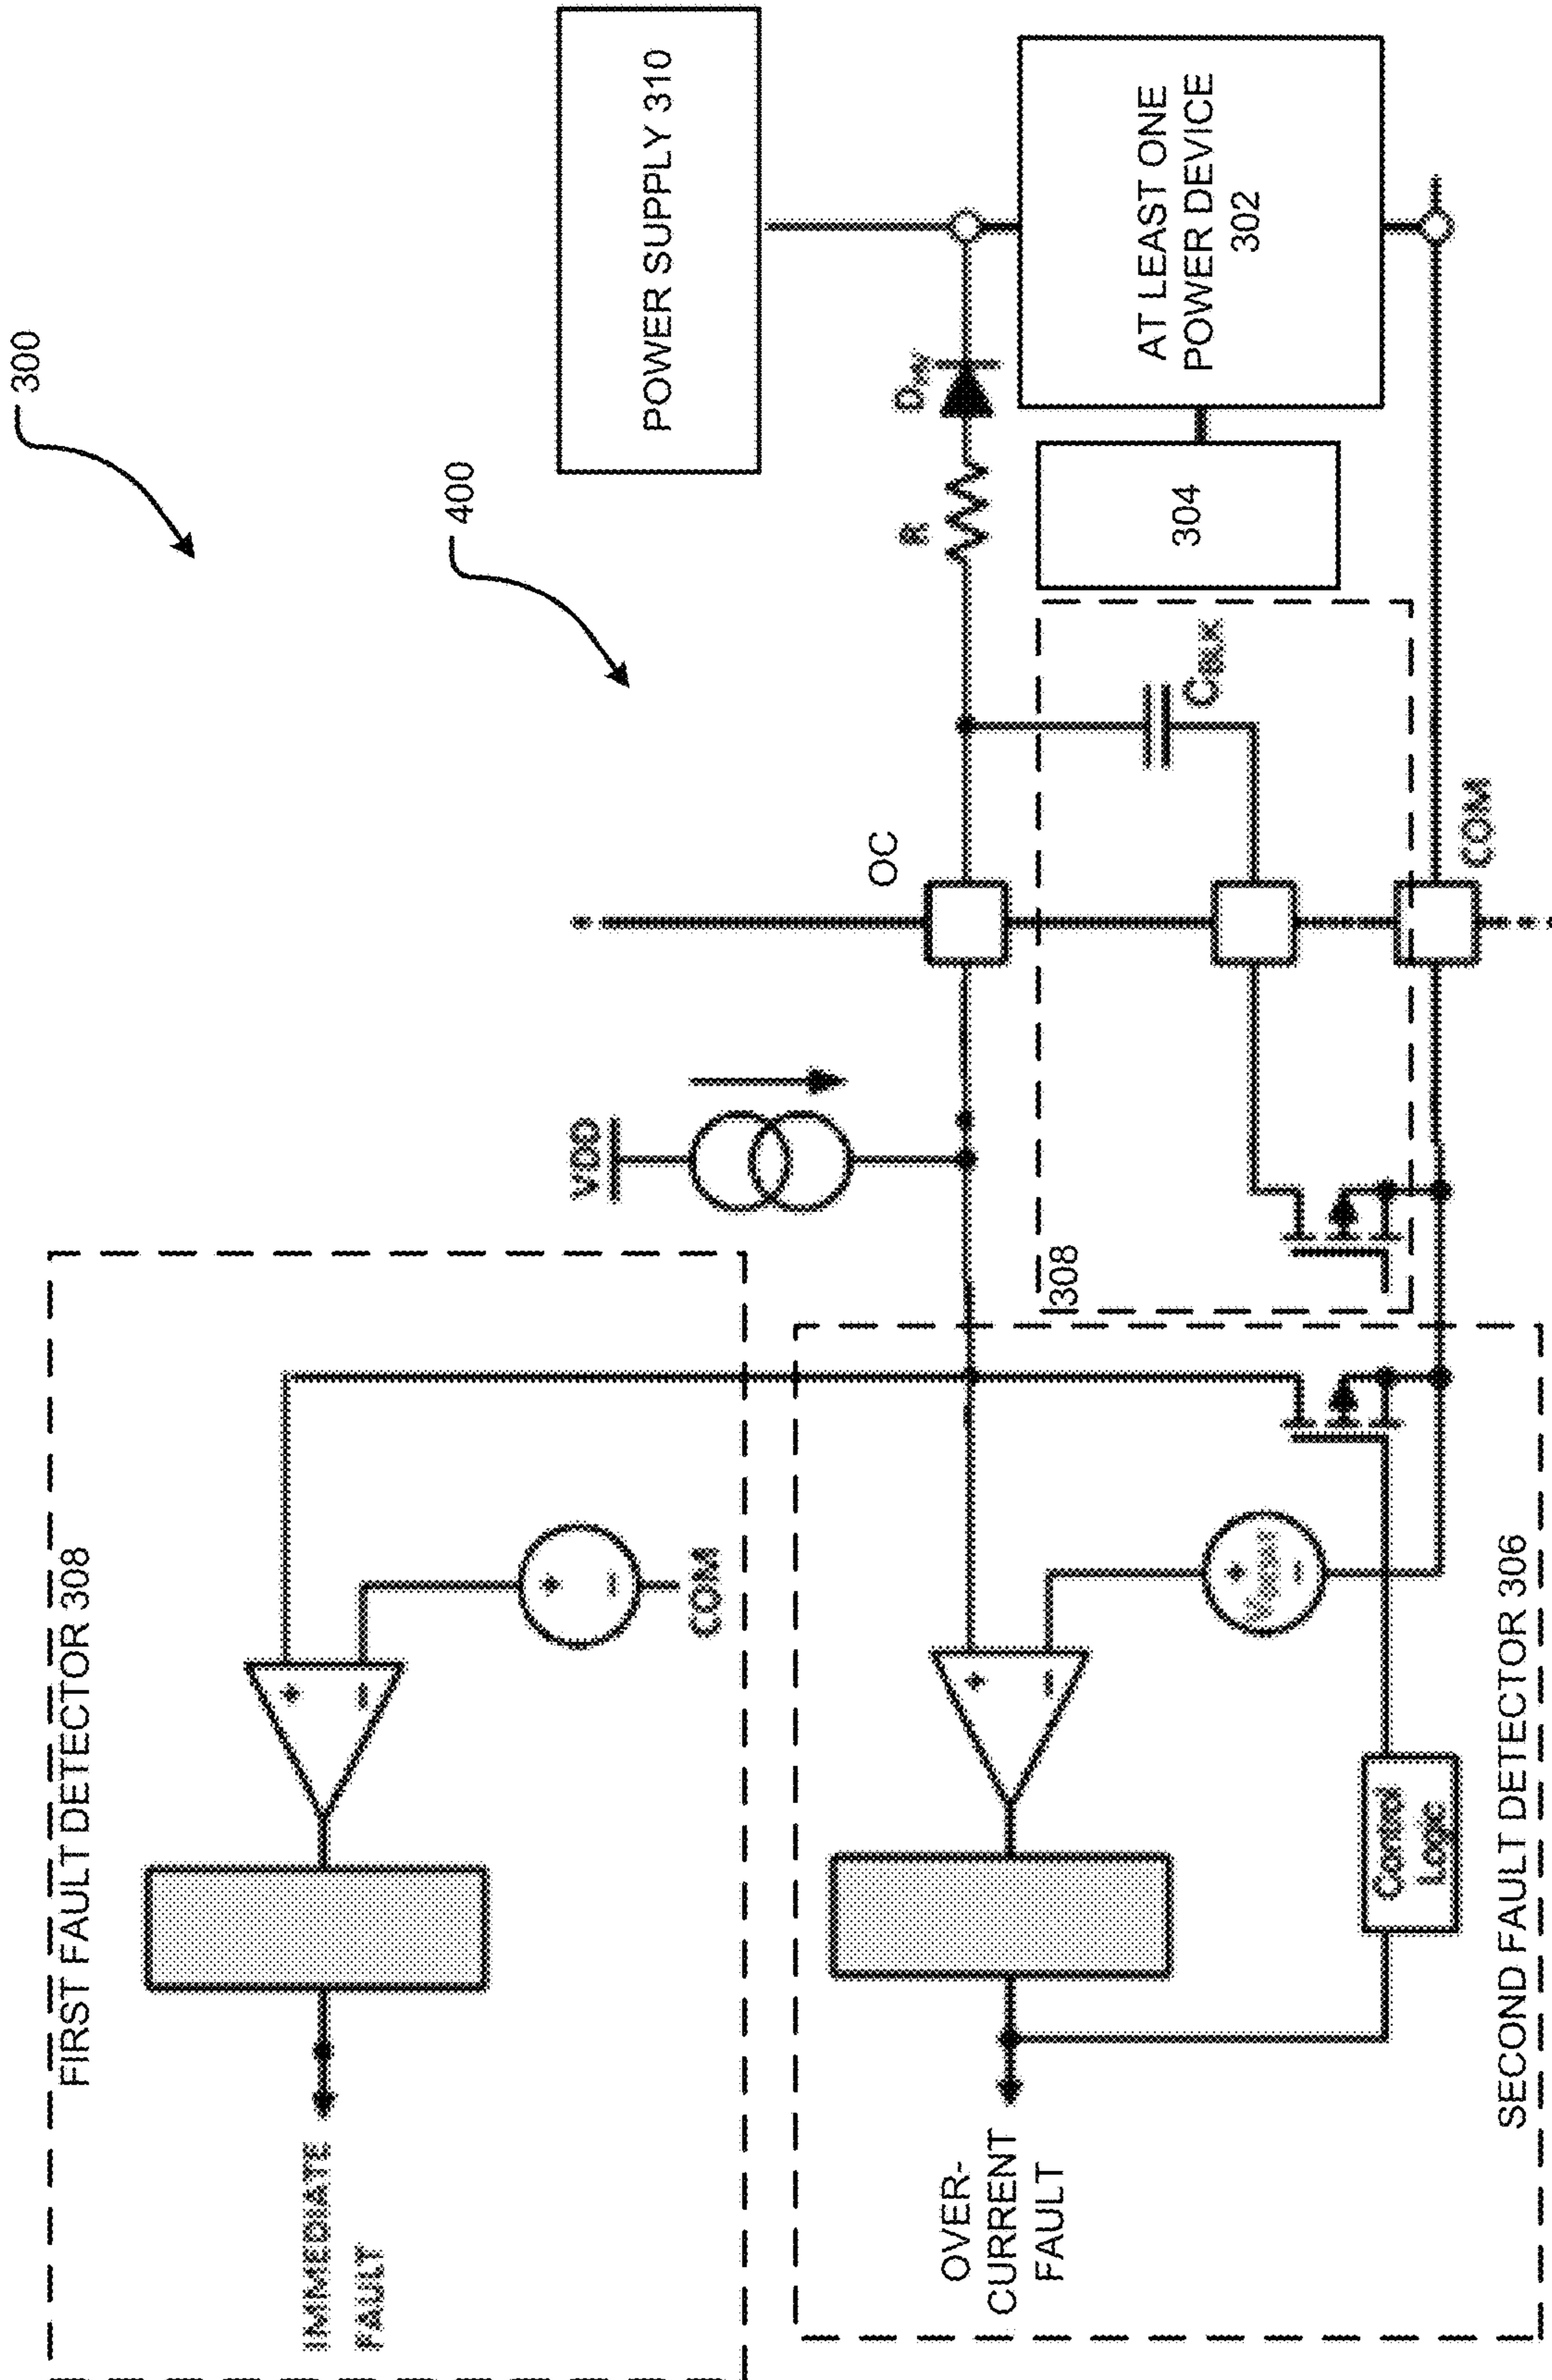 300
400
FIRST FAULT DETECTOR 308
IMMEDIATE
FAULT
+
−
+
−
COM
VDD
OC
POWER SUPPLY 310
R
AT LEAST ONE
POWER DEVICE
302
304
C_BLK
308
COM
OVER-
CURRENT
FAULT
+
−
+
−
Control
Logic
SECOND FAULT DETECTOR 306